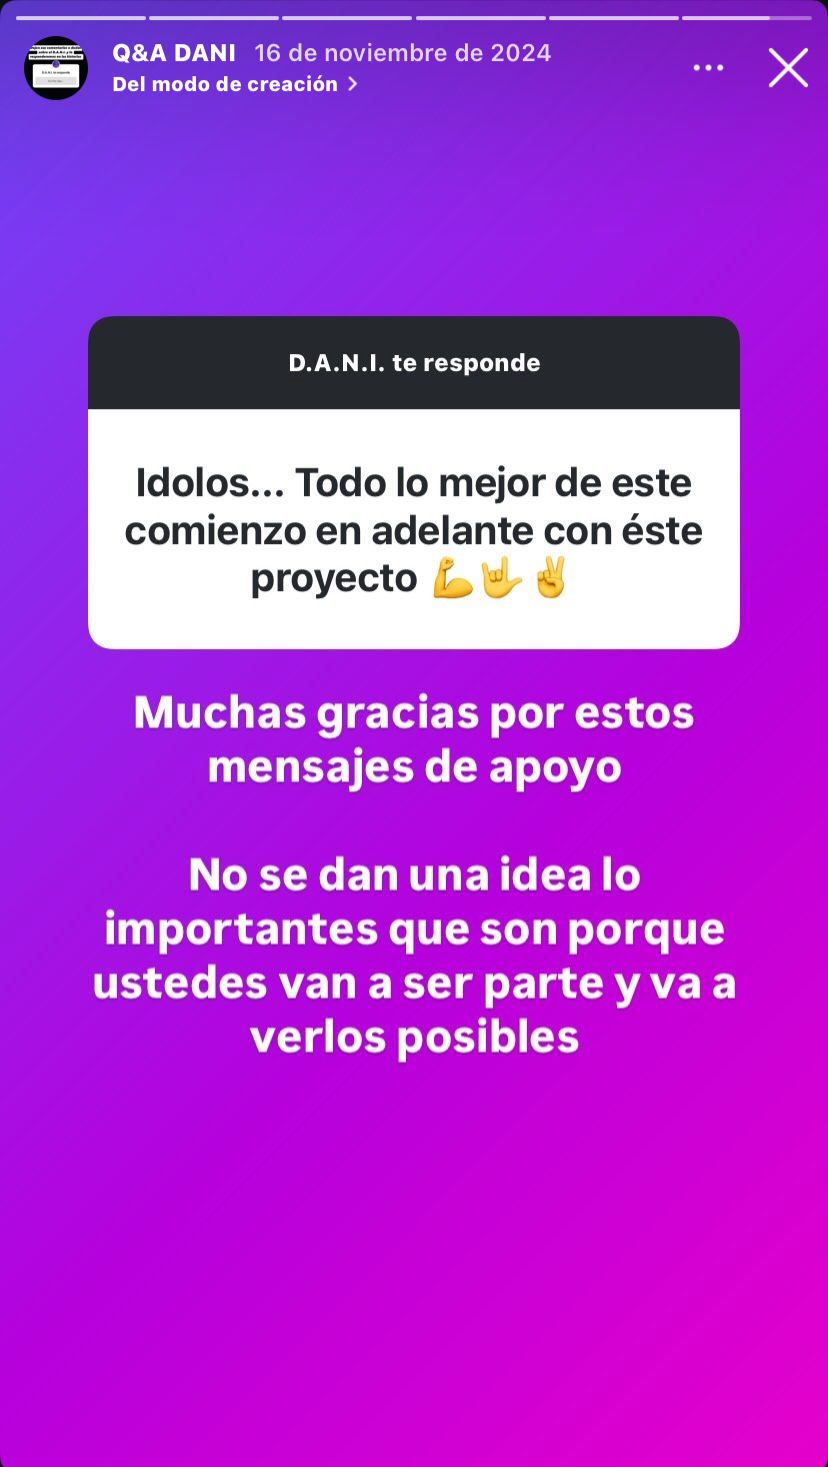 Q&A DANI 16 de noviembre de 2024
Del modo de creación
D.A.N.I. te responde
Idolos... Todo lo mejor de este
comienzo en adelante con éste
proyecto 💪🤟✌️
Muchas gracias por estos
mensajes de apoyo
No se dan una idea lo
importantes que son porque
ustedes van a ser parte y va a
verlos posibles